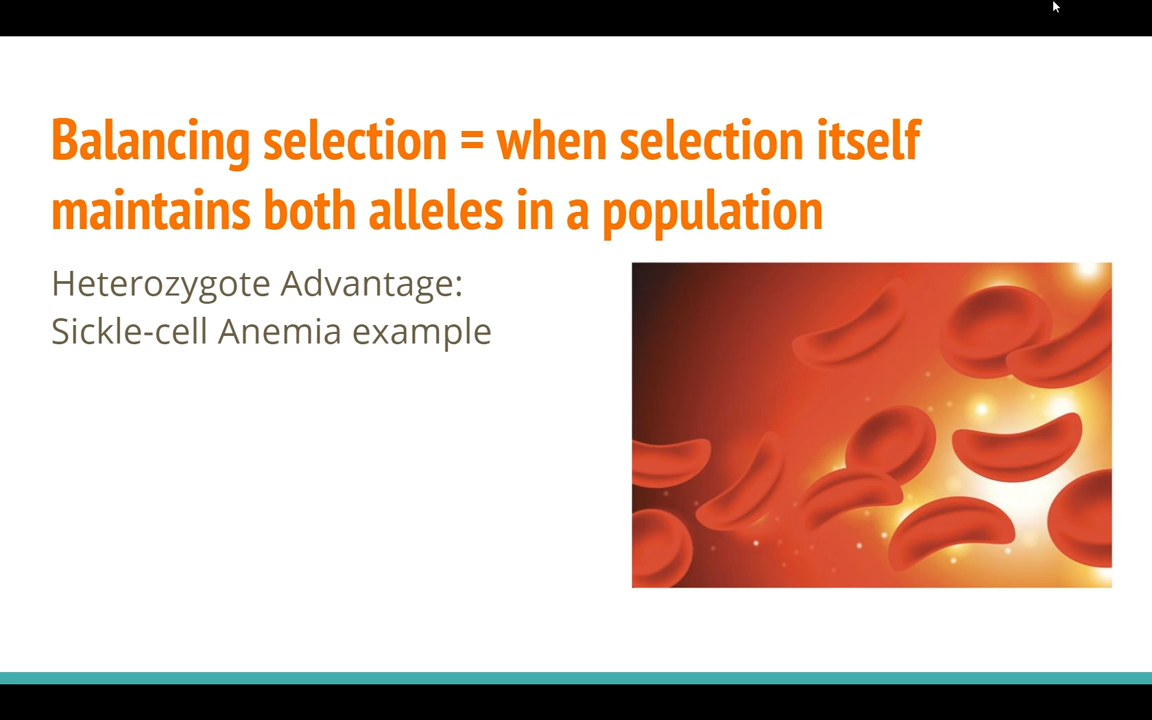 Balancing selection = when selection itself
maintains both alleles in a population
Heterozygote Advantage:
Sickle-cell Anemia example